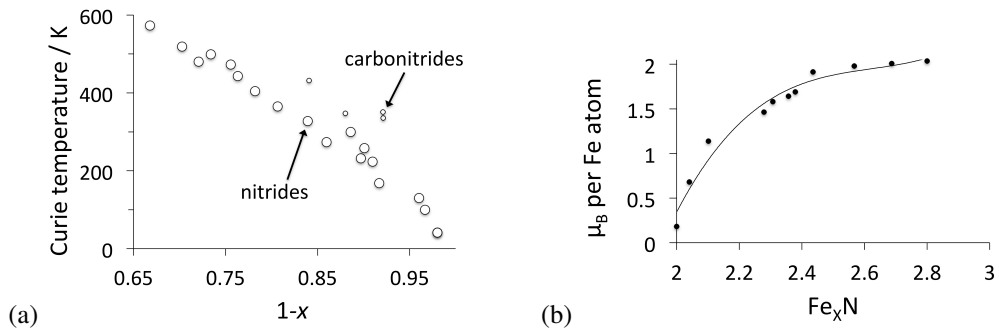 Curie temperature / K
600
400
200
0
carbonitrides
nitrides
0.65 0.75 0.85 0.95
1-x
(a)
μB per Fe atom
2
1.5
1
0.5
0
2 2.2 2.4 2.6 2.8 3
FeXN
(b)